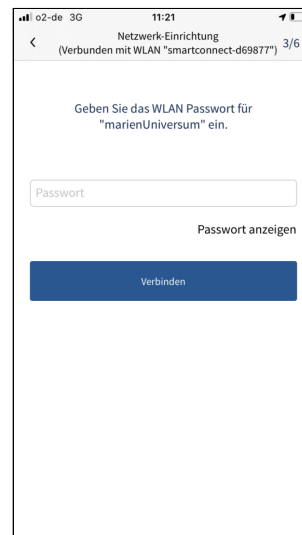 o2-de 3G 11:21
Netzwerk-Einrichtung
(Verbunden mit WLAN "smartconnect-d69877") 3/6
Geben Sie das WLAN Passwort für
"marienUniversum" ein.
Passwort
Passwort anzeigen
Verbinden